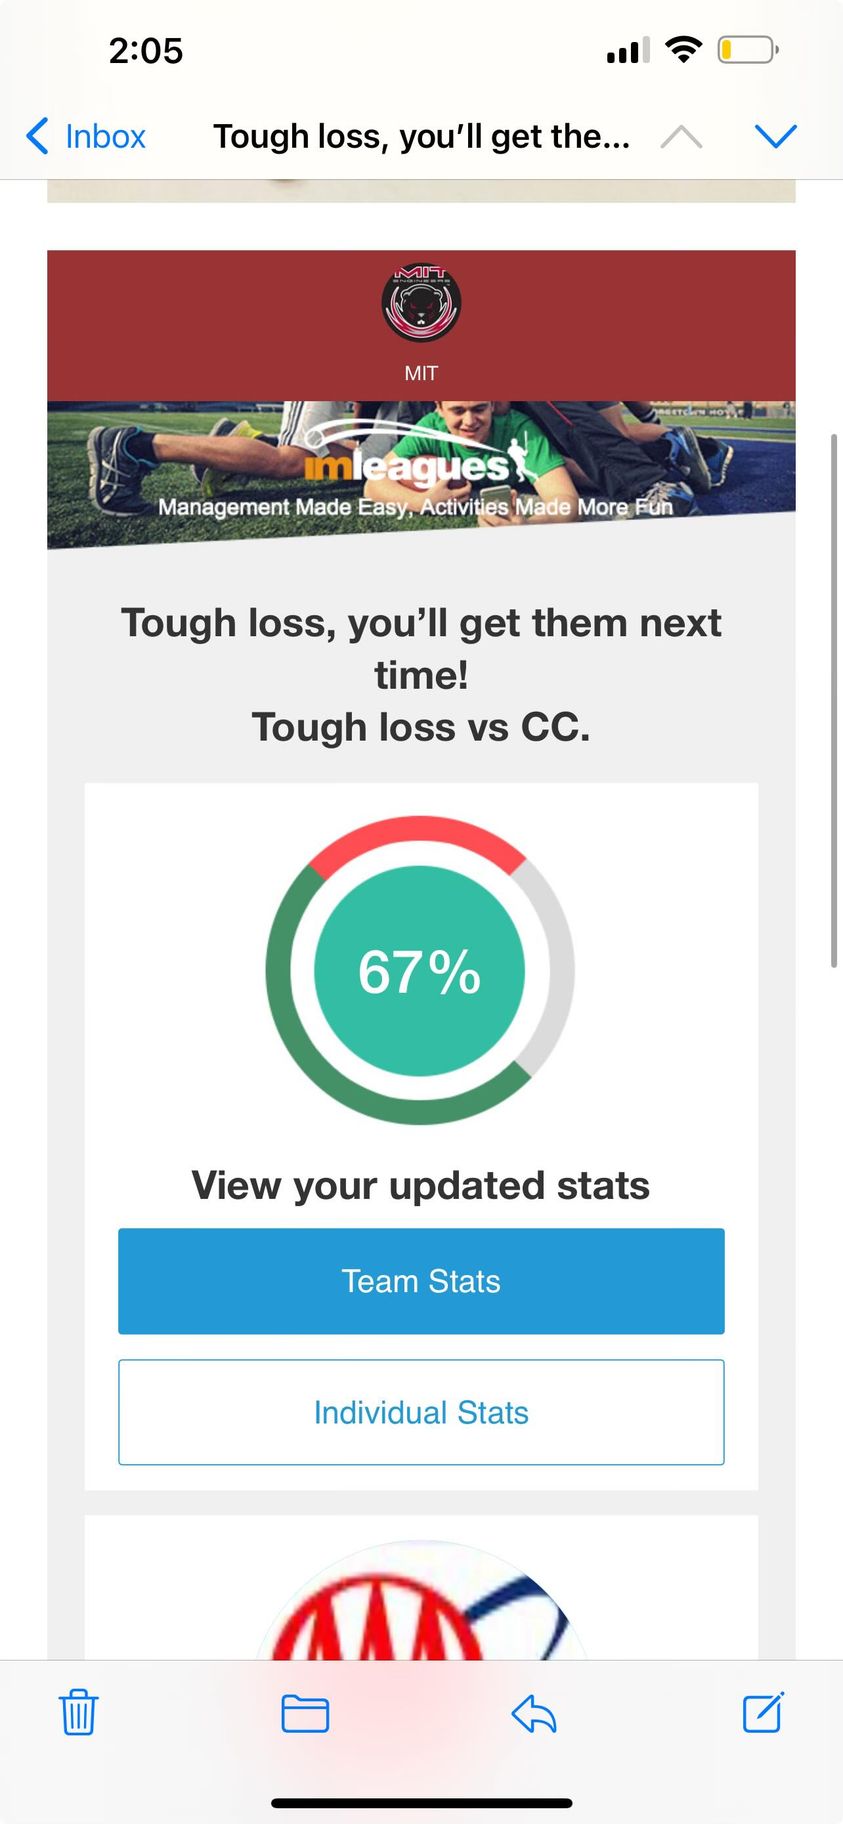 2:05
Inbox
Tough loss, you’ll get the...
MIT
ENGINEERS
MIT
imleagues
Management Made Easy, Activities Made More Fun
Tough loss, you’ll get them next
time!
Tough loss vs CC.
67%
View your updated stats
Team Stats
Individual Stats